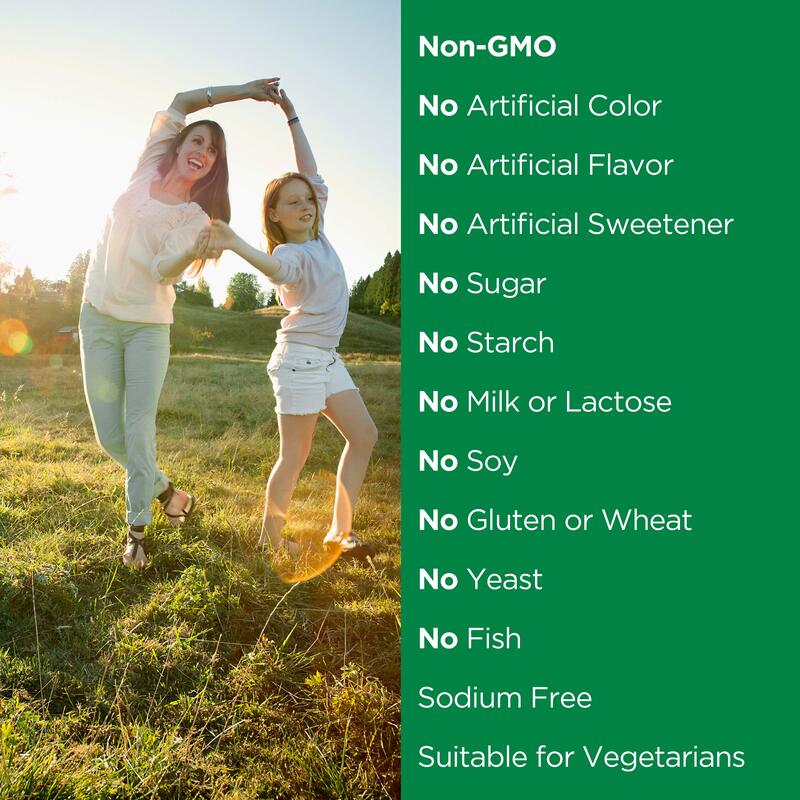 Non-GMO
No Artificial Color
No Artificial Flavor
No Artificial Sweetener
No Sugar
No Starch
No Milk or Lactose
No Soy
No Gluten or Wheat
No Yeast
No Fish
Sodium Free
Suitable for Vegetarians